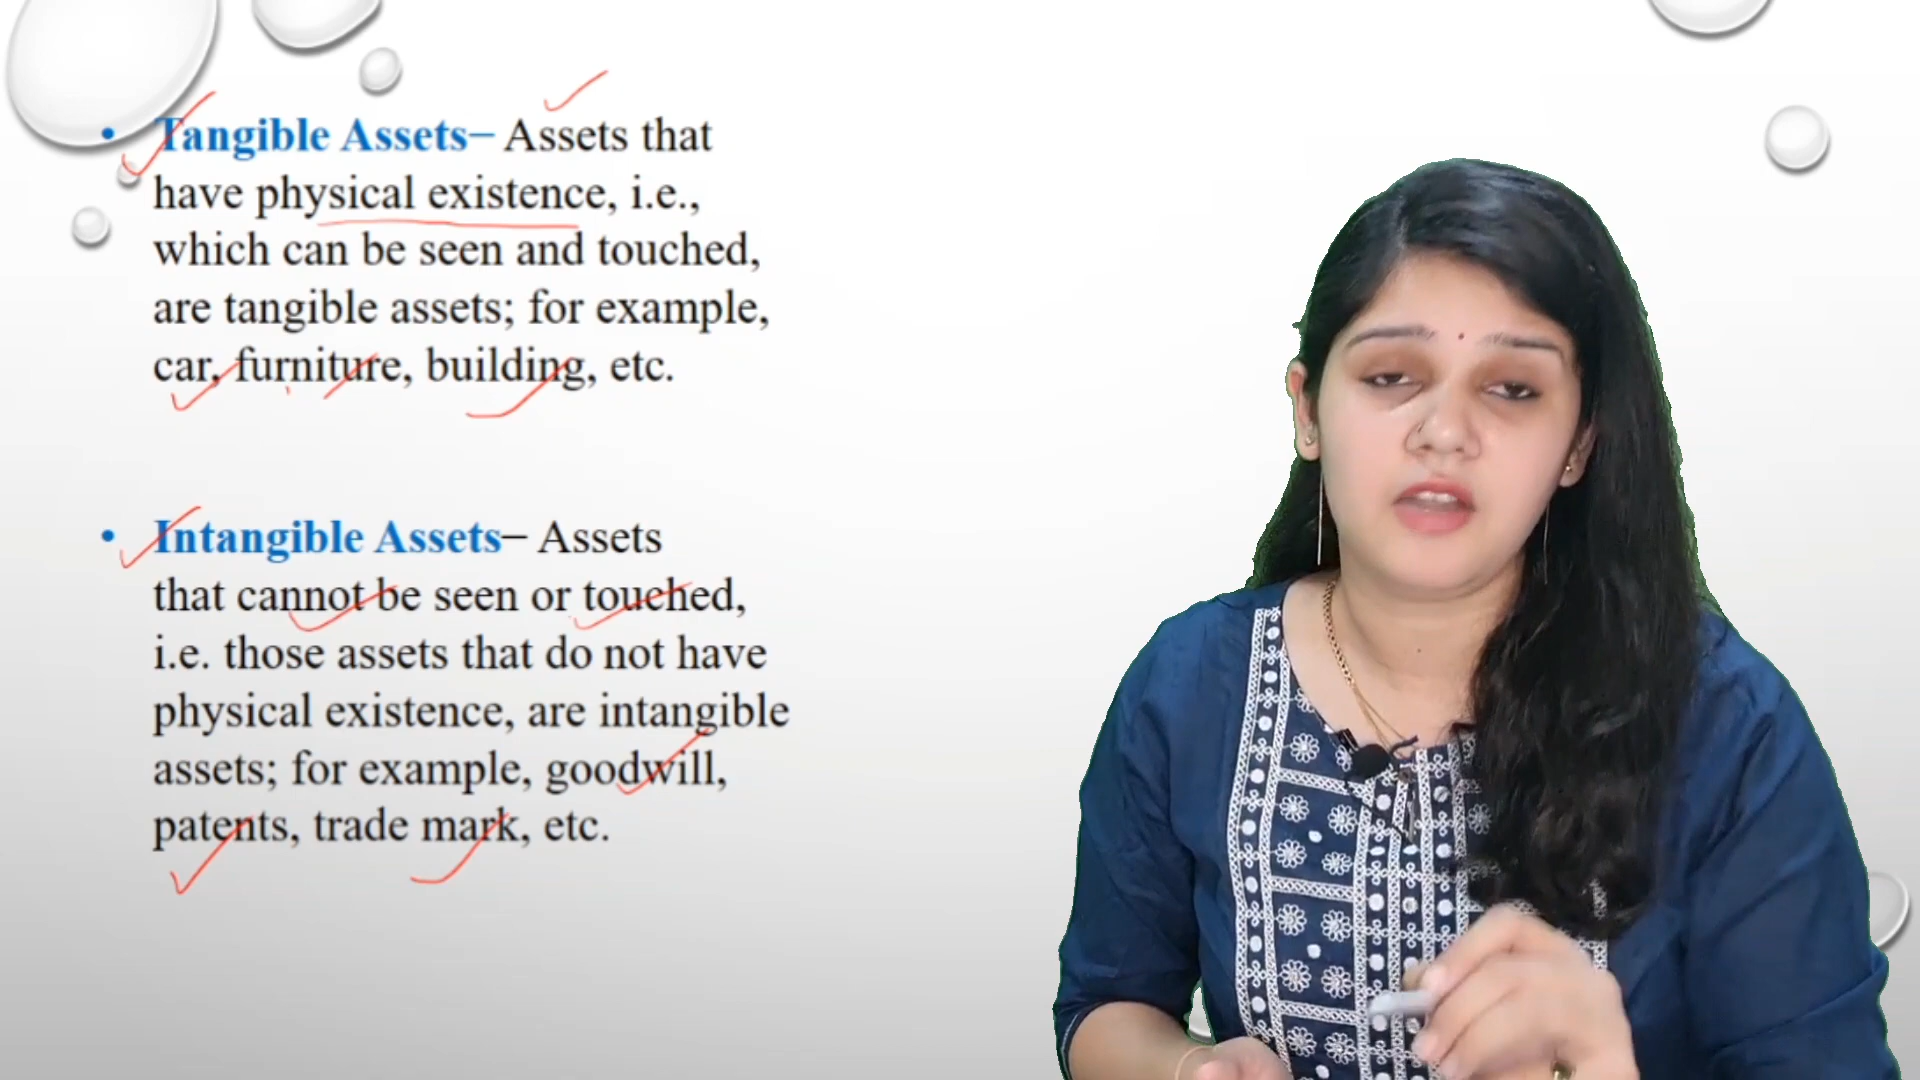 • Tangible Assets– Assets that
have physical existence, i.e.,
which can be seen and touched,
are tangible assets; for example,
car, furniture, building, etc.
• Intangible Assets– Assets
that cannot be seen or touched,
i.e. those assets that do not have
physical existence, are intangible
assets; for example, goodwill,
patents, trade mark, etc.